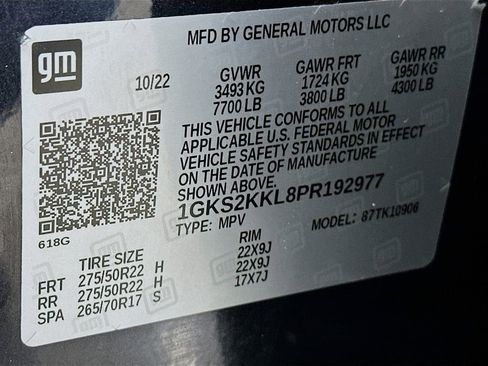 gm
MFD BY GENERAL MOTORS LLC
10/22
GVWR GAWR FRT GAWR RR
3493 KG 1724 KG 1950 KG
7700 LB 3800 LB 4300 LB
THIS VEHICLE CONFORMS TO ALL
APPLICABLE U.S. FEDERAL MOTOR
VEHICLE SAFETY STANDARDS IN EFFECT
ON THE DATE OF MANUFACTURE
SHOWN ABOVE.
1GKS2KKL8PR192977
TYPE: MPV MODEL: 87TK10906
618G
TIRE SIZE RIM
FRT 275/50R22 H 22X9J
RR 275/50R22 H 22X9J
SPA 265/70R17 S 17X7J